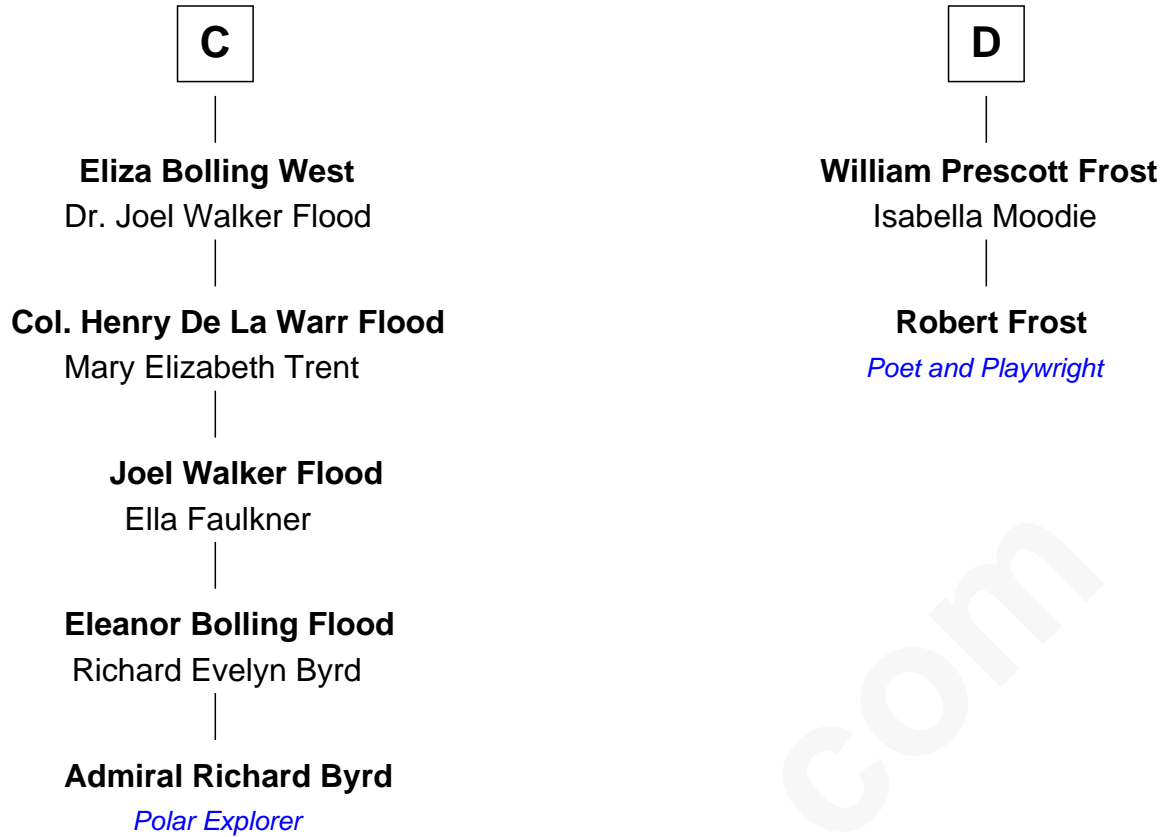 C
Eliza Bolling West
Dr. Joel Walker Flood
Col. Henry De La Warr Flood
Mary Elizabeth Trent
Joel Walker Flood
Ella Faulkner
Eleanor Bolling Flood
Richard Evelyn Byrd
Admiral Richard Byrd
Polar Explorer
D
William Prescott Frost
Isabella Moodie
Robert Frost
Poet and Playwright
com